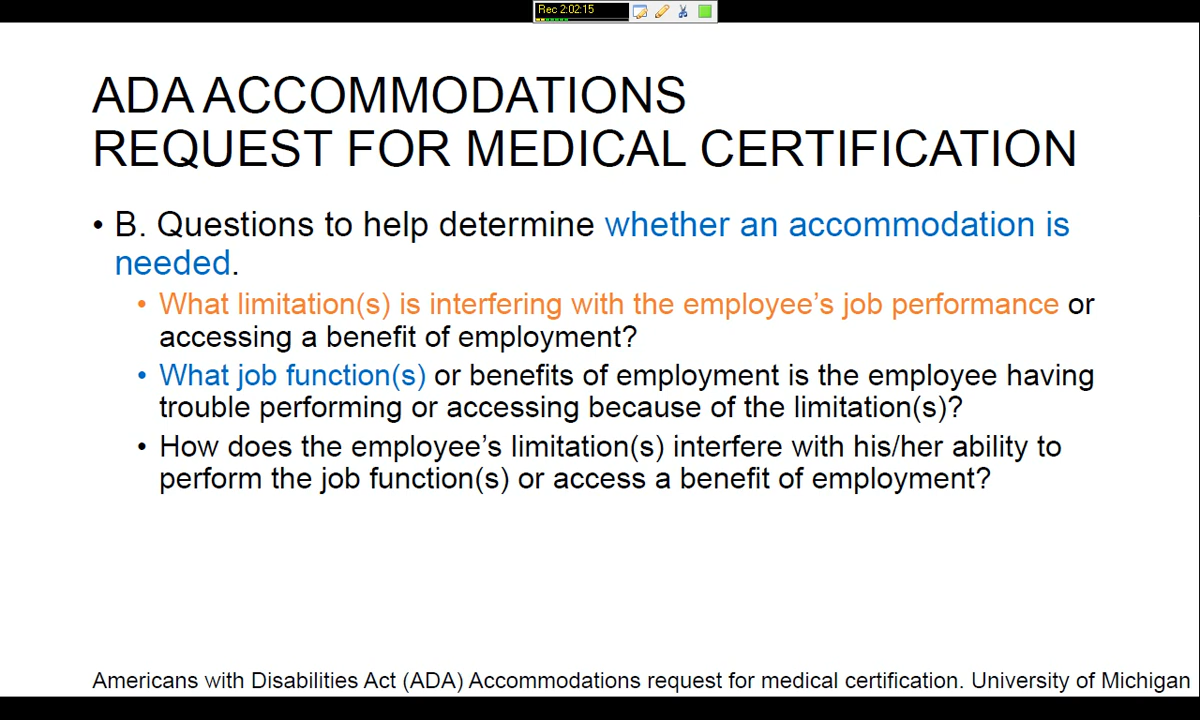 Rec 2:02:15
ADA ACCOMMODATIONS
REQUEST FOR MEDICAL CERTIFICATION
• B. Questions to help determine whether an accommodation is
needed.
• What limitation(s) is interfering with the employee’s job performance or
accessing a benefit of employment?
• What job function(s) or benefits of employment is the employee having
trouble performing or accessing because of the limitation(s)?
• How does the employee’s limitation(s) interfere with his/her ability to
perform the job function(s) or access a benefit of employment?
Americans with Disabilities Act (ADA) Accommodations request for medical certification. University of Michigan